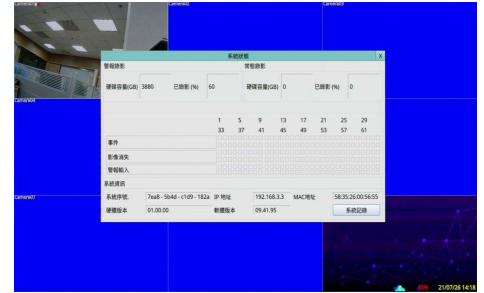 Camera02
Camera03
系統狀態 X
警報錄影 常態錄影
硬碟容量(GB) 3880 已錄影 (%) 60 硬碟容量(GB) 0 已錄影 (%) 0
Camera04
1 5 9 13 17 21 25 29
33 37 41 45 49 53 57 61
事件
影像消失
警報輸入
系統資訊
系統序號. 7ea8 - 5b4d - c1d9 - 182a IP 地址 192.168.3.3 MAC地址 58:35:26:00:56:55
硬體版本 01.00.00 軟體版本 09.41.95 系統記錄
Camera07
21/07/26 14:18